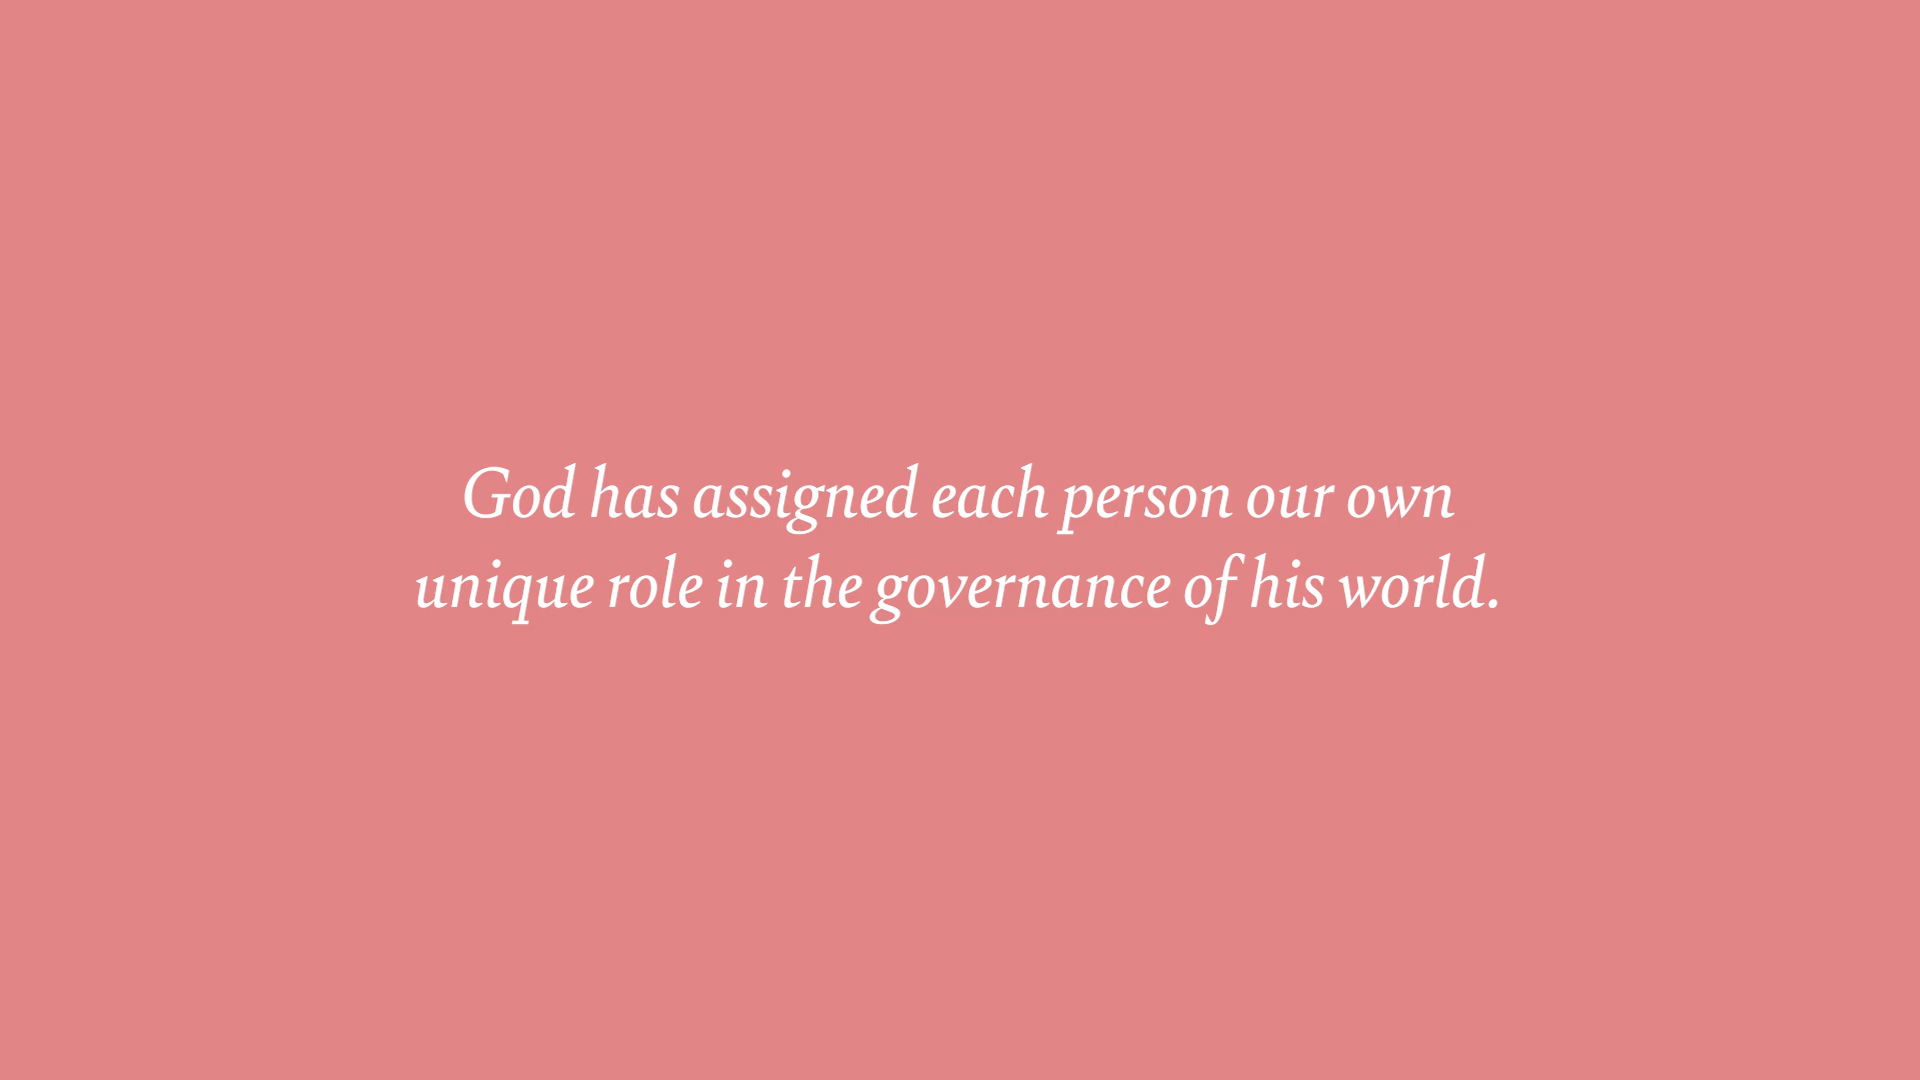 God has assigned each person our own
unique role in the governance of his world.